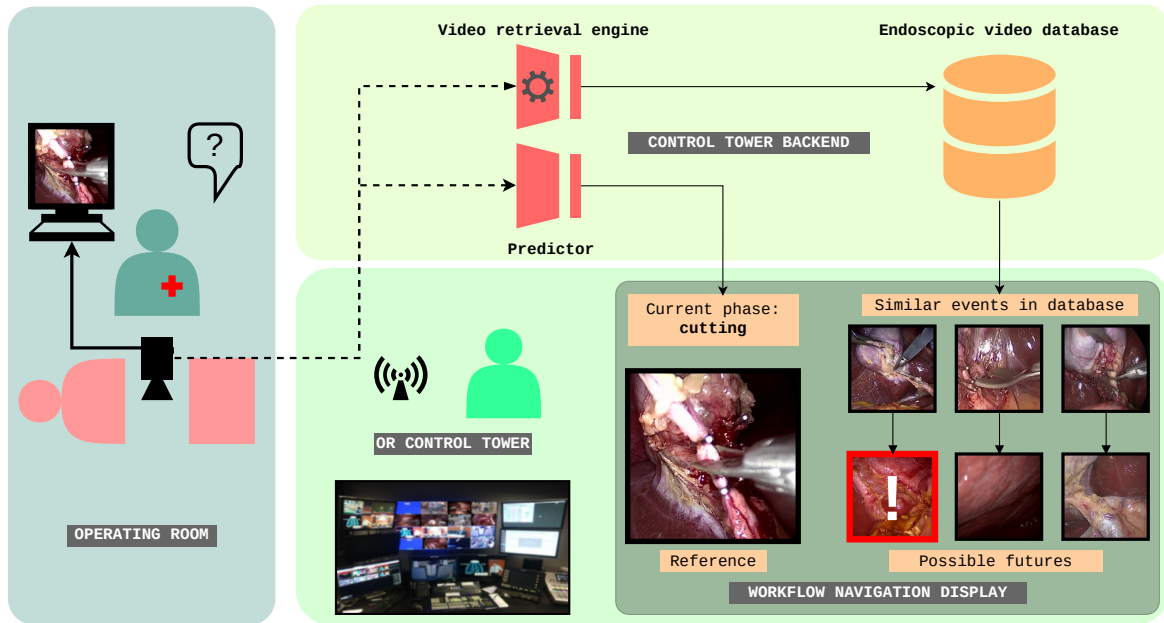 Video retrieval engine
Endoscopic video database
?
CONTROL TOWER BACKEND
Predictor
Current phase:
cutting
Similar events in database
OR CONTROL TOWER
!
OPERATING ROOM
Reference
Possible futures
WORKFLOW NAVIGATION DISPLAY